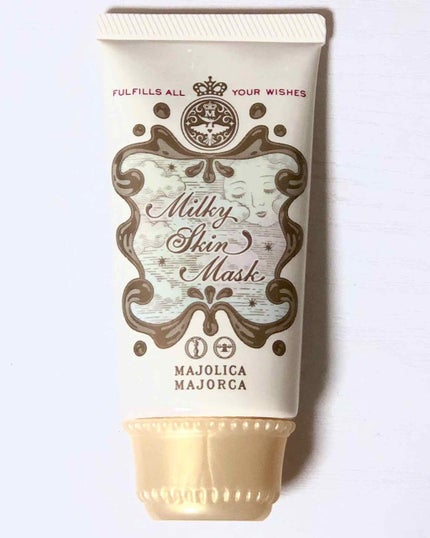 FULFILLS ALL YOUR WISHES
M
Milky
Skin
Mask
MAJOLICA
MAJORCA